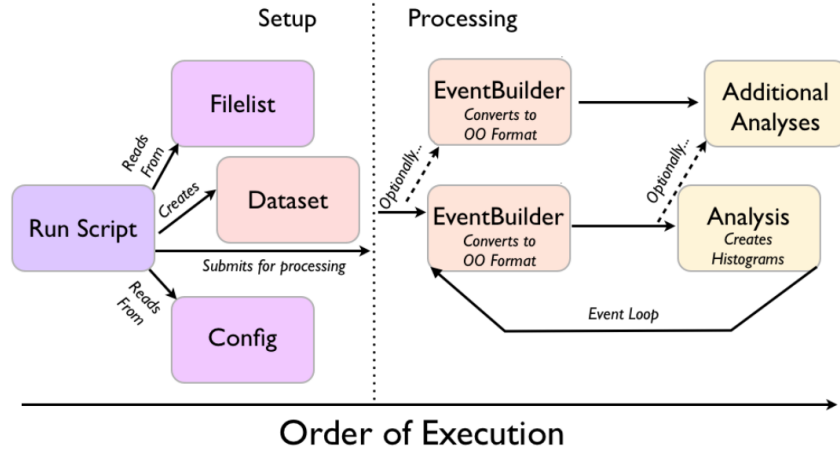 Setup
Processing
Filelist
EventBuilder
Converts to
OO Format
Additional
Analyses
Reads
From
Optionally...
Optionally...
Creates
Dataset
Run Script
EventBuilder
Converts to
OO Format
Analysis
Creates
Histograms
Submits for processing
Reads
From
Config
Event Loop
Order of Execution